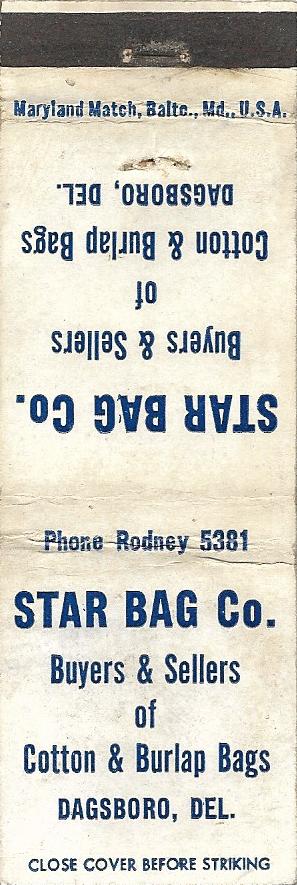 Maryland Match, Balto., Md., U.S.A.
STAR BAG Co.
Buyers & Sellers
of
Cotton & Burlap Bags
DAGSBORO, DEL.
Phone Rodney 5381
STAR BAG Co.
Buyers & Sellers
of
Cotton & Burlap Bags
DAGSBORO, DEL.
CLOSE COVER BEFORE STRIKING